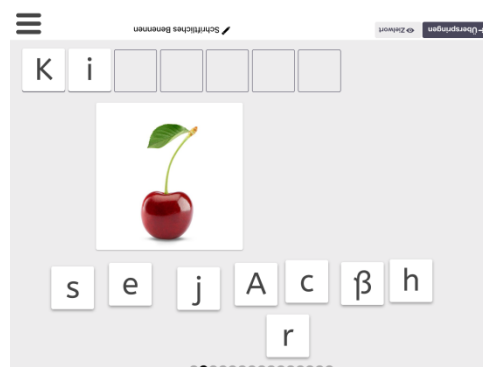 Schriftliches Benennen
Zielwort
Überspringen
K i
s e j A c ß h
r